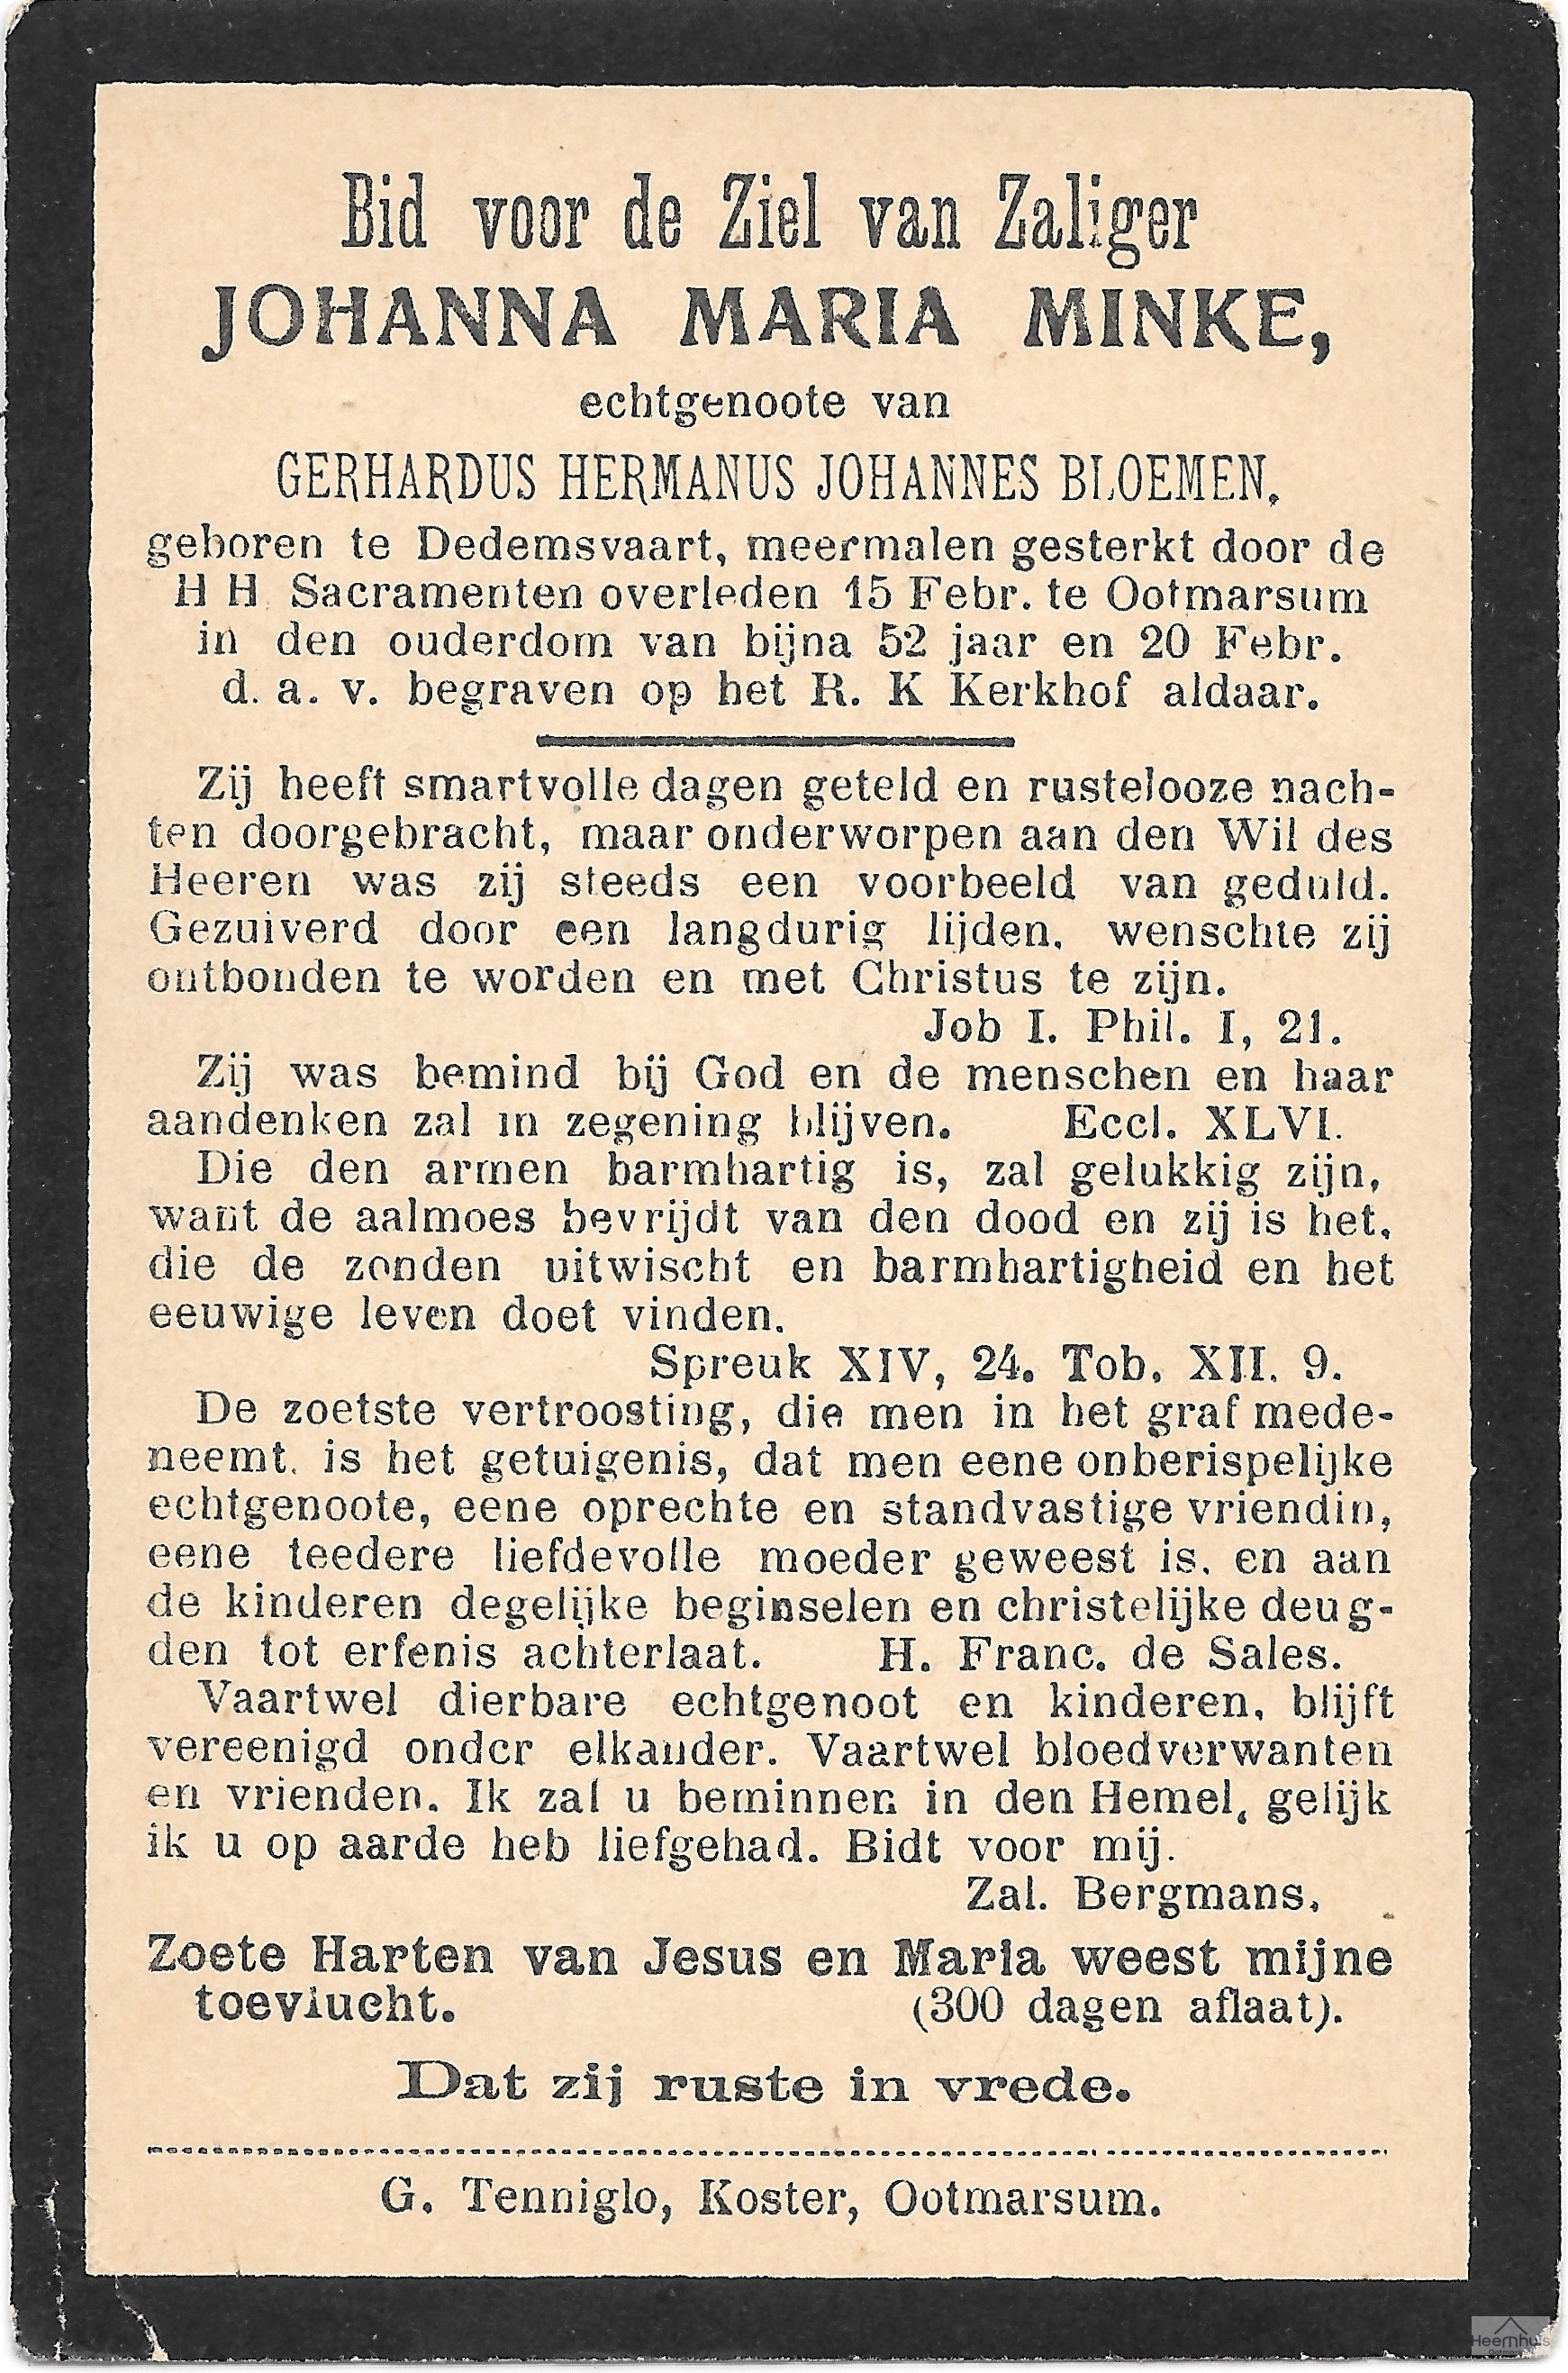 Bid voor de Ziel van Zaliger
JOHANNA MARIA MINKE,
echtgenoote van
GERHARDUS HERMANUS JOHANNES BLOEMEN.
geboren te Dedemsvaart, meermalen gesterkt door de
H H. Sacramenten overleden 15 Febr. te Ootmarsum
in den ouderdom van bijna 52 jaar en 20 Febr.
d. a. v. begraven op het R. K Kerkhof aldaar.
Zij heeft smartvolle dagen geteld en rustelooze nach-
ten doorgebracht, maar onderworpen aan den Wil des
Heeren was zij steeds een voorbeeld van geduld.
Gezuiverd door een langdurig lijden, wenschte zij
ontbonden te worden en met Christus te zijn.
Job I. Phil. I, 21.
Zij was bemind bij God en de menschen en haar
aandenken zal in zegening blijven. Eccl. XLVI.
Die den armen barmhartig is, zal gelukkig zijn,
want de aalmoes bevrijdt van den dood en zij is het,
die de zonden uitwischt en barmhartigheid en het
eeuwige leven doet vinden.
Spreuk XIV, 24. Tob. XII. 9.
De zoetste vertroosting, die men in het graf mede-
neemt. is het getuigenis, dat men eene onberispelijke
echtgenoote, eene oprechte en standvastige vriendin,
eene teedere liefdevolle moeder geweest is. en aan
de kinderen degelijke beginselen en christelijke deug-
den tot erfenis achterlaat. H. Franc. de Sales.
Vaartwel dierbare echtgenoot en kinderen, blijft
vereenigd onder elkander. Vaartwel bloedverwanten
en vrienden. Ik zal u beminnen in den Hemel, gelijk
ik u op aarde heb liefgehad. Bidt voor mij.
Zal. Bergmans,
Zoete Harten van Jesus en Maria weest mijne
toevlucht. (300 dagen aflaat).
Dat zij ruste in vrede.
G. Tenniglo, Koster, Ootmarsum.
Heemhuis